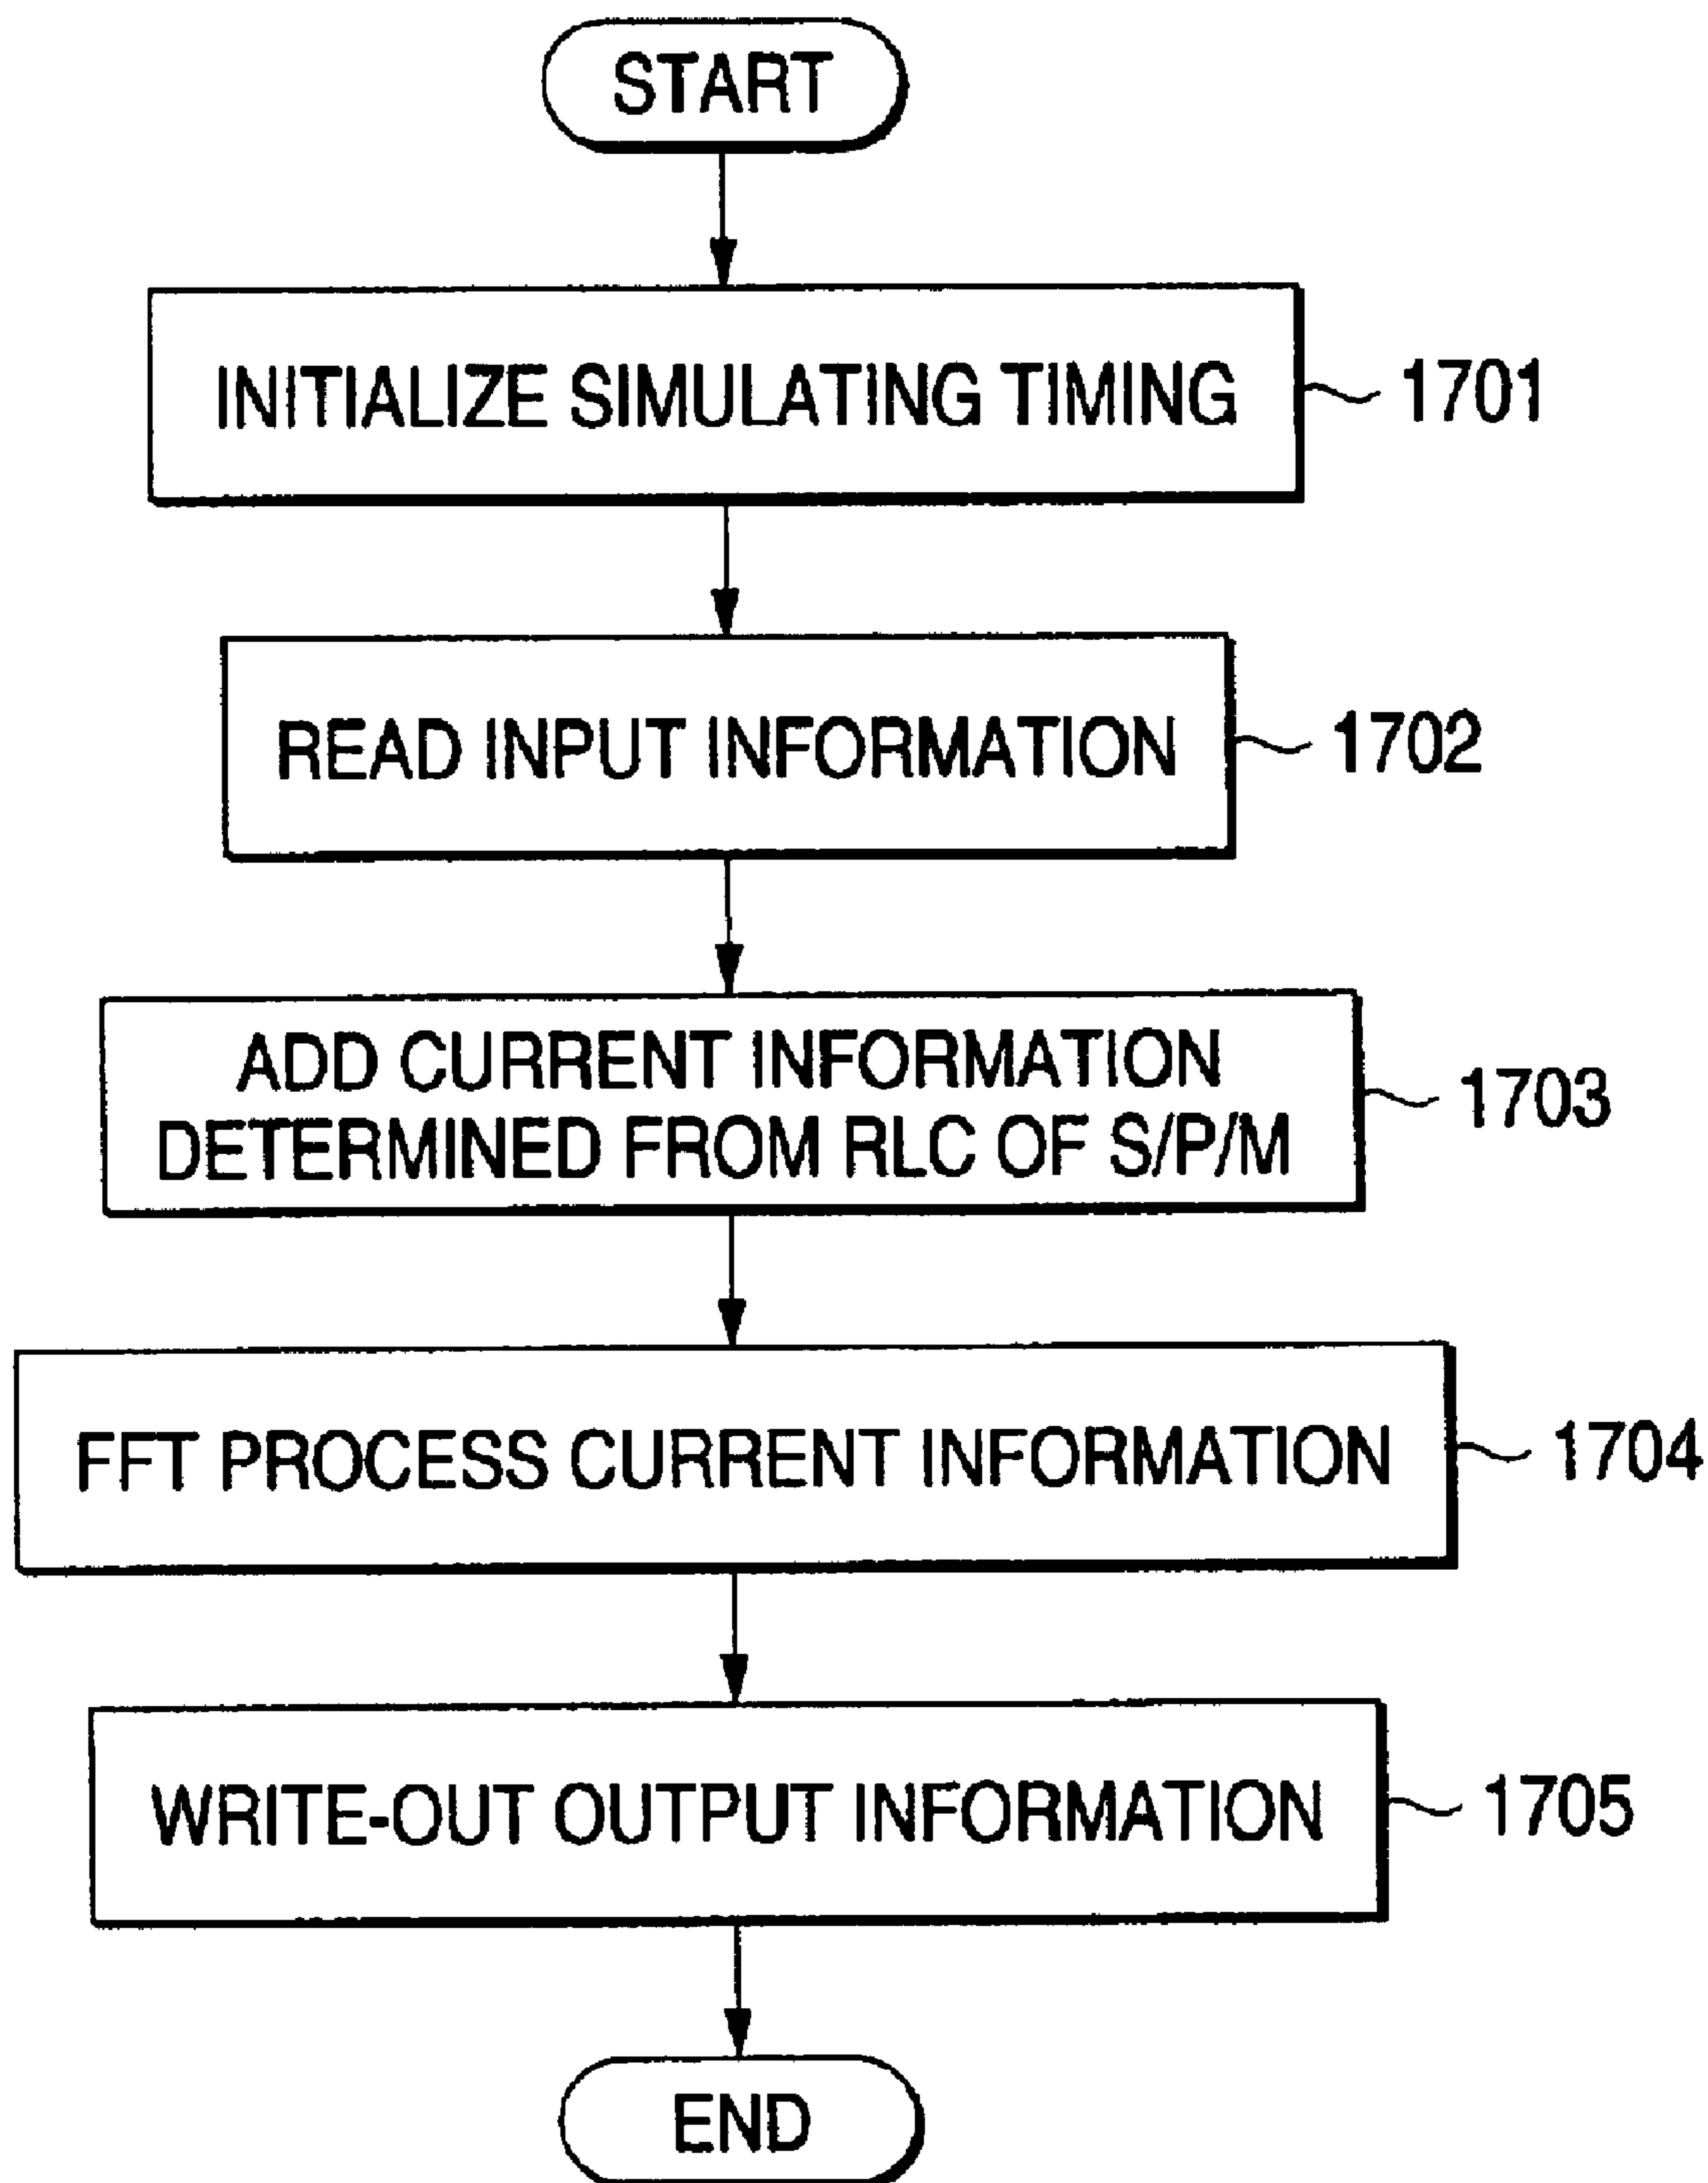 START
INITIALIZE SIMULATING TIMING
1701
READ INPUT INFORMATION
1702
ADD CURRENT INFORMATION
DETERMINED FROM RLC OF S/P/M
1703
FFT PROCESS CURRENT INFORMATION
1704
WRITE-OUT OUTPUT INFORMATION
1705
END